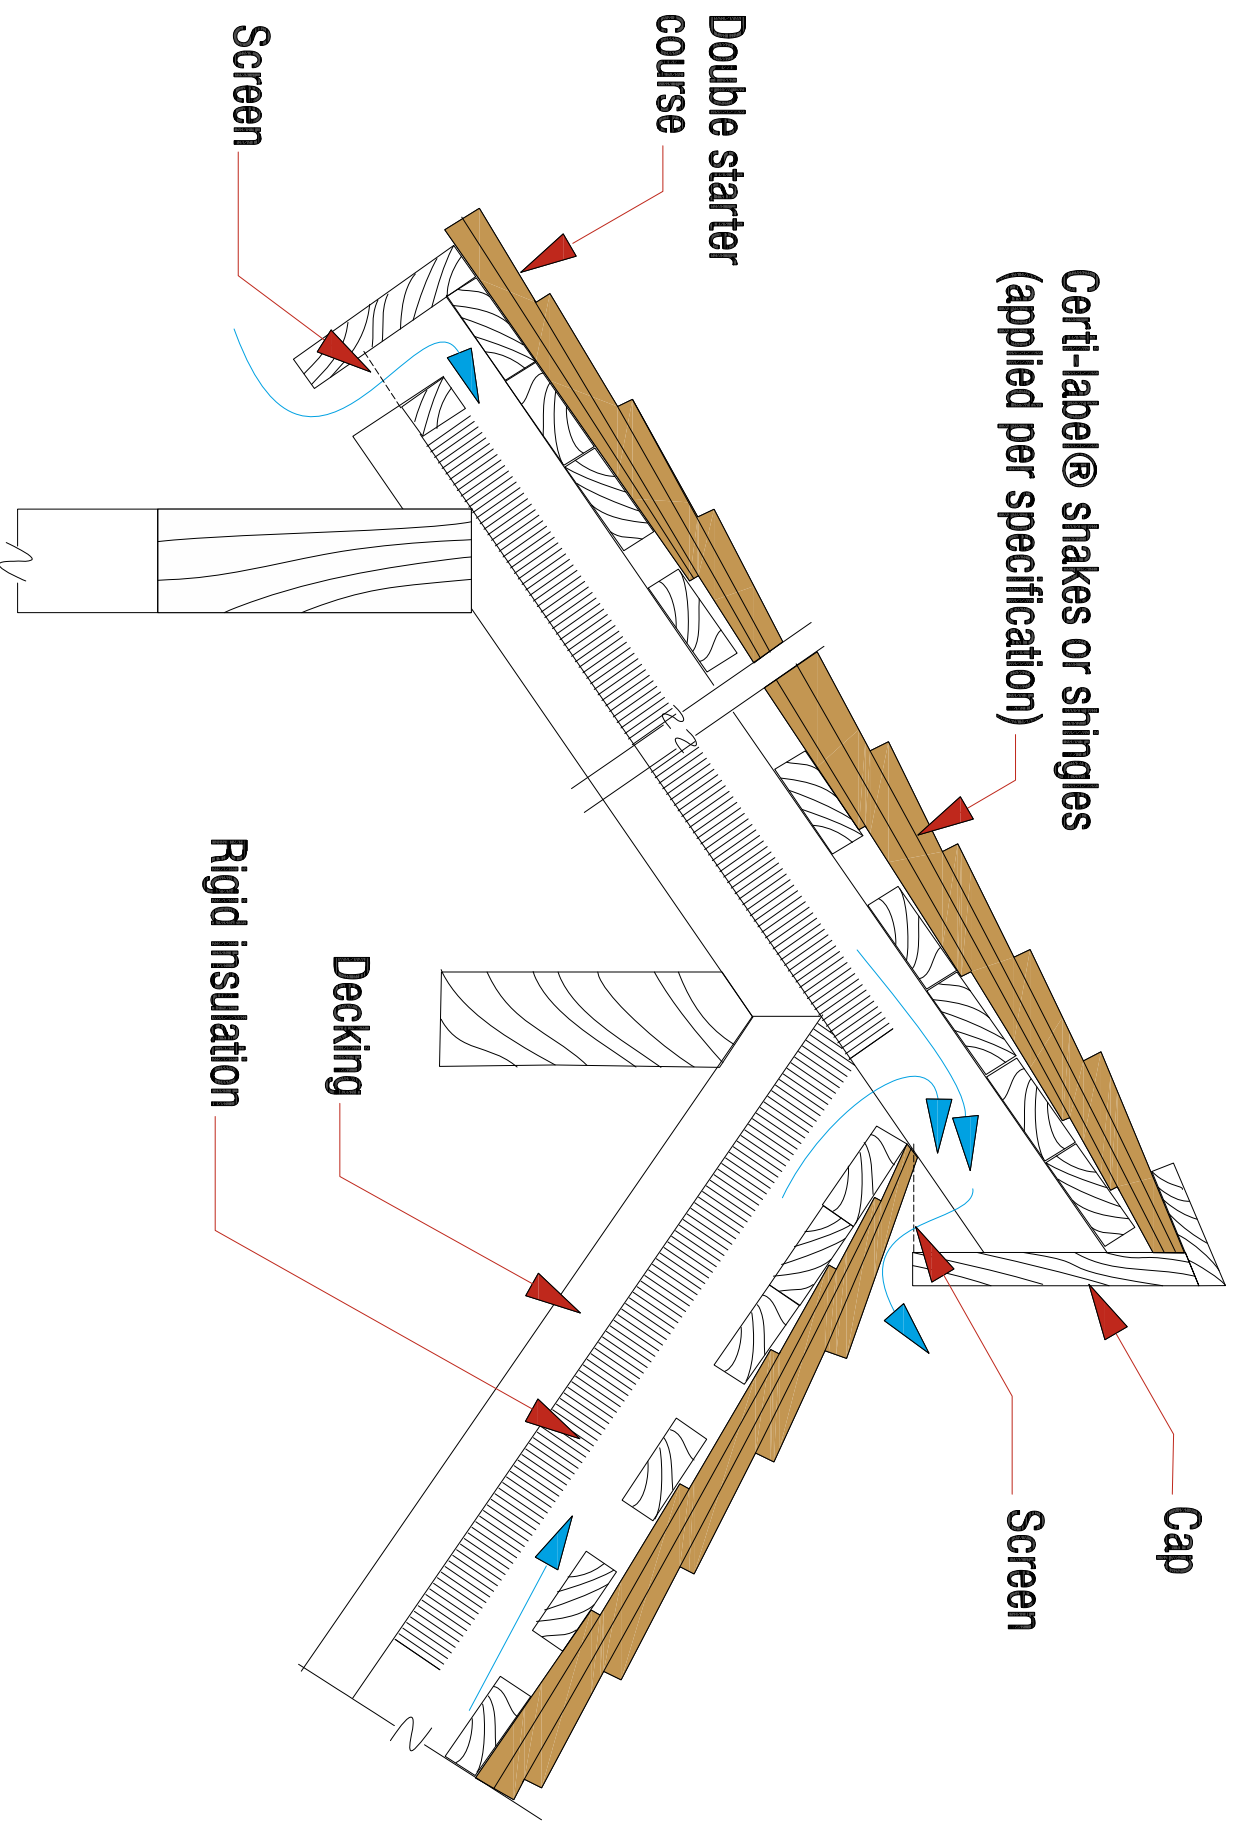 Certi-label® shakes or shingles
(applied per specification)
Double starter
course
Screen
Cap
Screen
Decking
Rigid insulation